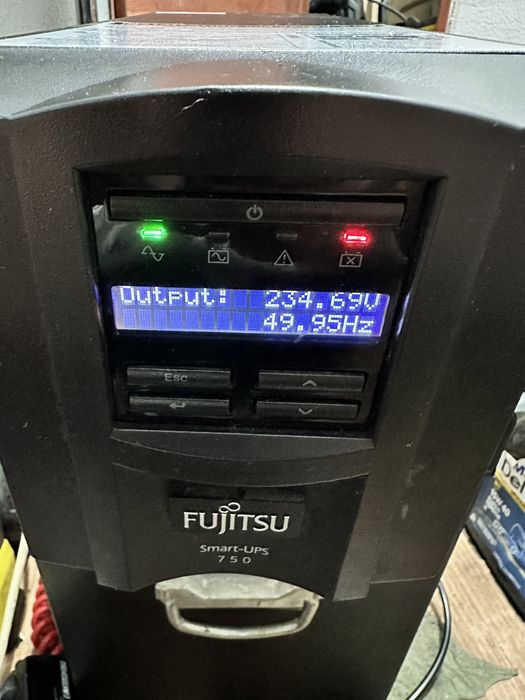 Output: 234.69V
49.95Hz
Esc
FUJITSU
Smart-UPS
750